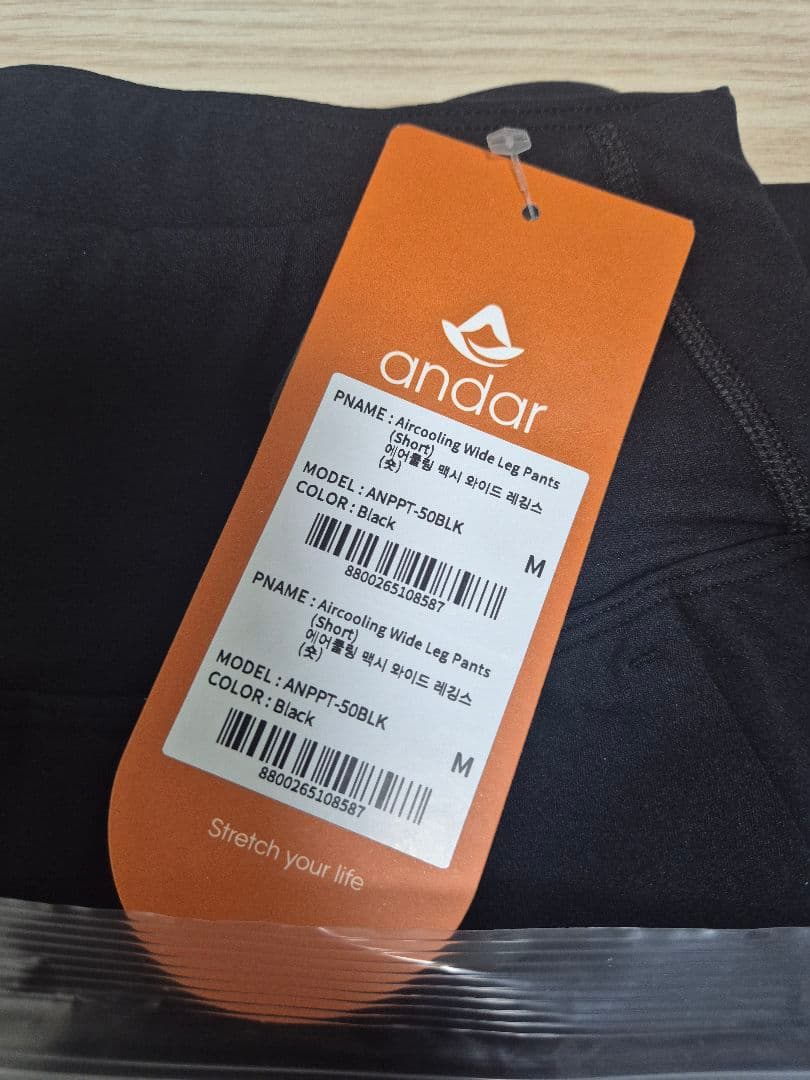 andar
PNAME : Aircooling Wide Leg Pants
(Short)
에어쿨링 맥시 와이드 레깅스
(숏)
MODEL : ANPPT-50BLK
COLOR : Black
M
8800265108587
PNAME : Aircooling Wide Leg Pants
(Short)
에어쿨링 맥시 와이드 레깅스
(숏)
MODEL : ANPPT-50BLK
COLOR : Black
M
8800265108587
Stretch your life